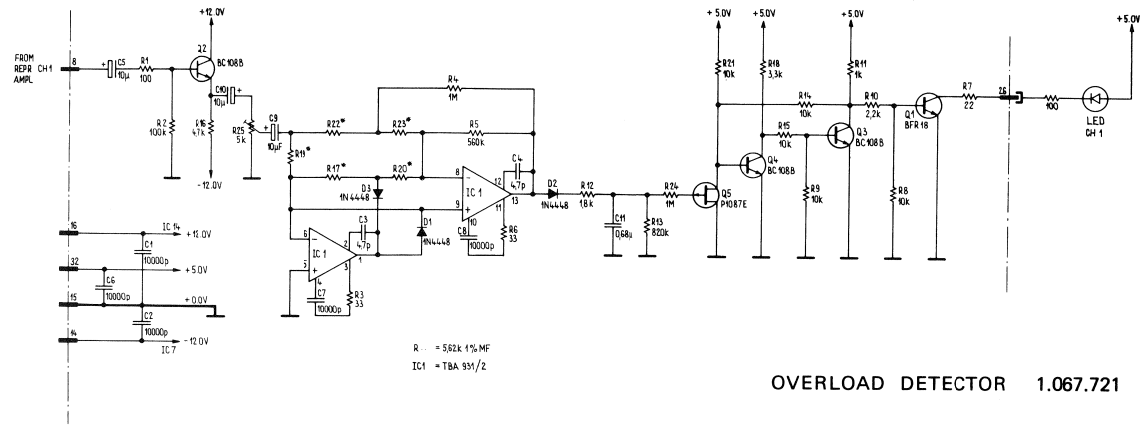 +12.0V
+5.0V
+5.0V
+5.0V
+5.0V
FROM
REPR CH1
AMPL
8
C5
10µ
R1
100
Q2
BC108B
C10
10µ
R2
100k
R16
4,7k
R25
5k
C9
10µF
-12.0V
R4
1M
R22*
R23*
R5
560k
R19*
R17*
R20*
D3
1N4448
D1
1N4448
C3
4,7p
C4
4,7p
6
5
IC1
2
3
4
1
C7
10000p
R3
33
8
9
IC 1
12
11
10
13
C8
10000p
R6
33
D2
1N4448
R12
1,8k
C11
0,68µ
R13
820k
R24
1M
Q5
P1087E
R21
10k
R18
3,3k
Q4
BC108B
R15
10k
R14
10k
R9
10k
R11
1k
Q3
BC108B
R10
2,2k
R8
10k
Q1
BFR18
R7
22
26
100
LED
CH 1
16
IC 14
+12.0V
C1
10000p
32
+5.0V
C6
10000p
15
+0.0V
C2
10000p
14
-12.0V
IC 7
R... = 5,62k 1% MF
IC1 = TBA 931/2
OVERLOAD DETECTOR 1.067.721